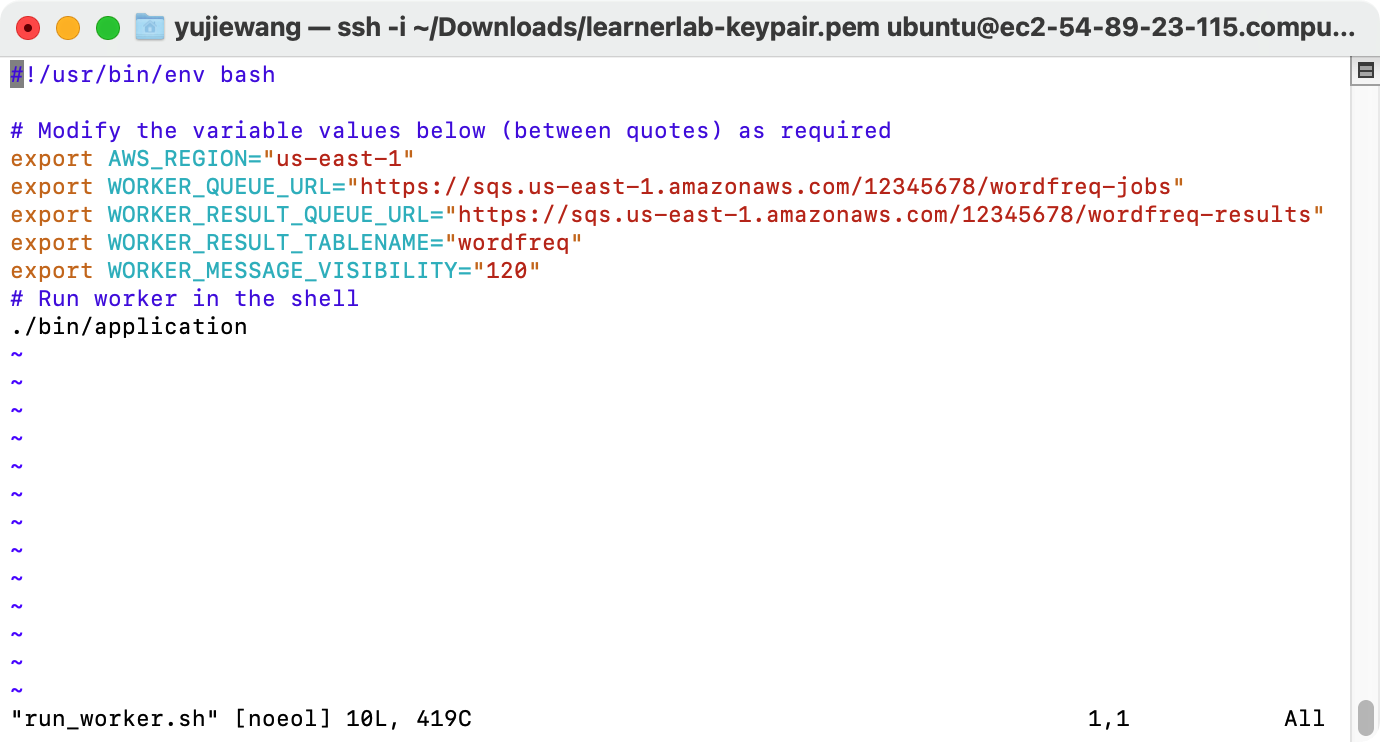 yujiewang — ssh -i ~/Downloads/learnerlab-keypair.pem ubuntu@ec2-54-89-23-115.compu...
#!/usr/bin/env bash
# Modify the variable values below (between quotes) as required
export AWS_REGION="us-east-1"
export WORKER_QUEUE_URL="https://sqs.us-east-1.amazonaws.com/12345678/wordfreq-jobs"
export WORKER_RESULT_QUEUE_URL="https://sqs.us-east-1.amazonaws.com/12345678/wordfreq-results"
export WORKER_RESULT_TABLENAME="wordfreq"
export WORKER_MESSAGE_VISIBILITY="120"
# Run worker in the shell
./bin/application
~
~
~
~
~
~
~
~
~
~
~
~
~
"run_worker.sh" [noeol] 10L, 419C 1,1 All